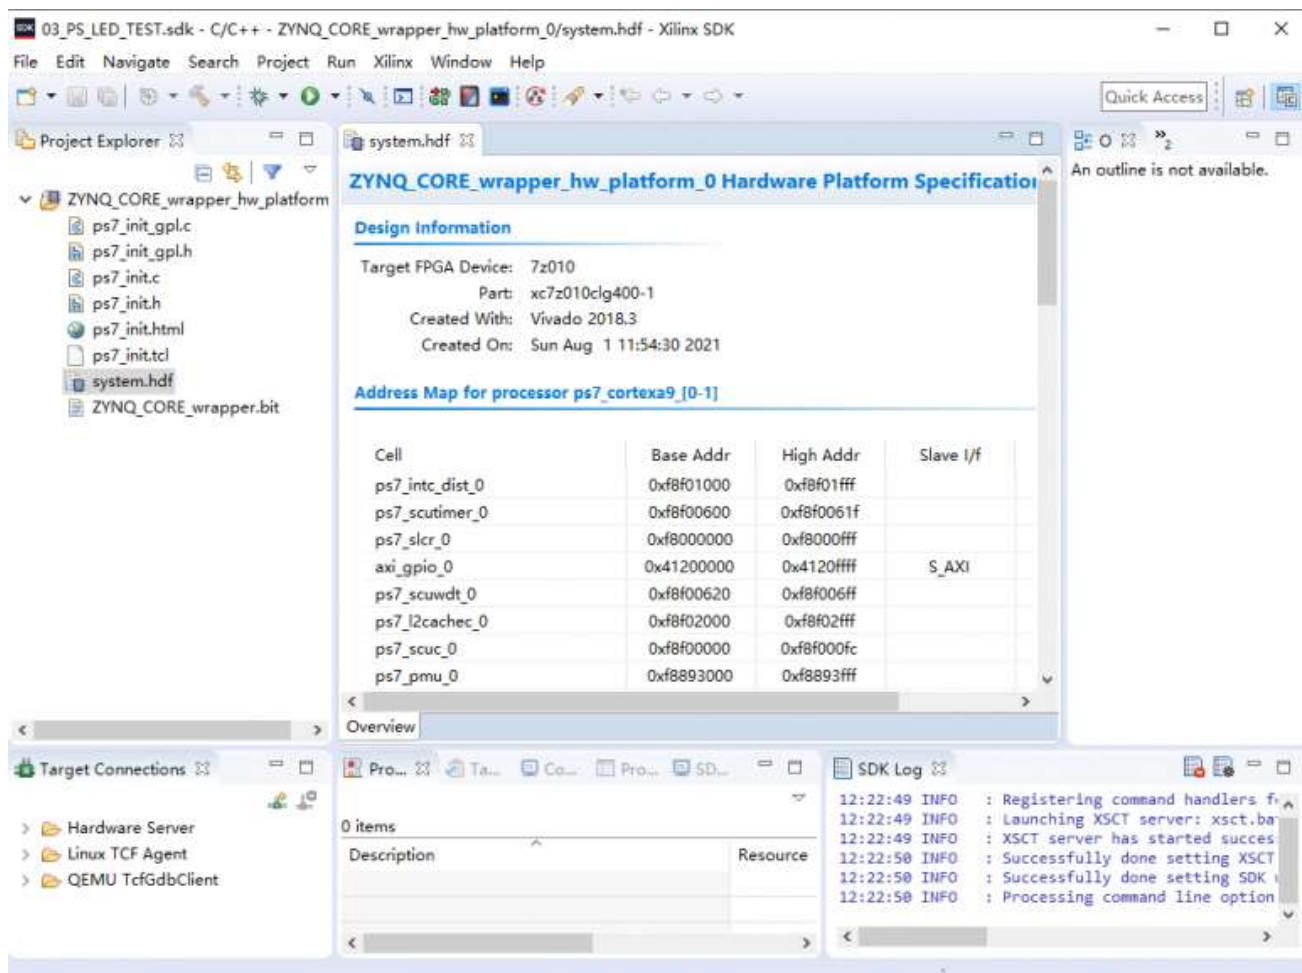 03_PS_LED_TEST.sdk - C/C++ - ZYNQ_CORE_wrapper_hw_platform_0/system.hdf - Xilinx SDK
File Edit Navigate Search Project Run Xilinx Window Help
Quick Access
Project Explorer
ZYNQ_CORE_wrapper_hw_platform
ps7_init_gpl.c
ps7_init_gpl.h
ps7_init.c
ps7_init.h
ps7_init.html
ps7_init.tcl
system.hdf
ZYNQ_CORE_wrapper.bit
system.hdf
ZYNQ_CORE_wrapper_hw_platform_0 Hardware Platform Specification
Design Information
Target FPGA Device: 7z010
Part: xc7z010clg400-1
Created With: Vivado 2018.3
Created On: Sun Aug 1 11:54:30 2021
Address Map for processor ps7_cortexa9_[0-1]
Cell Base Addr High Addr Slave I/f
ps7_intc_dist_0 0xf8f01000 0xf8f01fff
ps7_scutimer_0 0xf8f00600 0xf8f0061f
ps7_slcr_0 0xf8000000 0xf8000fff
axi_gpio_0 0x41200000 0x4120ffff S_AXI
ps7_scuwdt_0 0xf8f00620 0xf8f006ff
ps7_l2cachec_0 0xf8f02000 0xf8f02fff
ps7_scuc_0 0xf8f00000 0xf8f000fc
ps7_pmu_0 0xf8893000 0xf8893fff
Overview
O »2
An outline is not available.
Target Connections
Hardware Server
Linux TCF Agent
QEMU TcfGdbClient
Pro... Ta... Co... Pro... SD...
0 items
Description Resource
SDK Log
12:22:49 INFO : Registering command handlers f
12:22:49 INFO : Launching XSCT server: xsct.ba
12:22:49 INFO : XSCT server has started succes
12:22:50 INFO : Successfully done setting XSCT
12:22:50 INFO : Successfully done setting SDK
12:22:50 INFO : Processing command line option